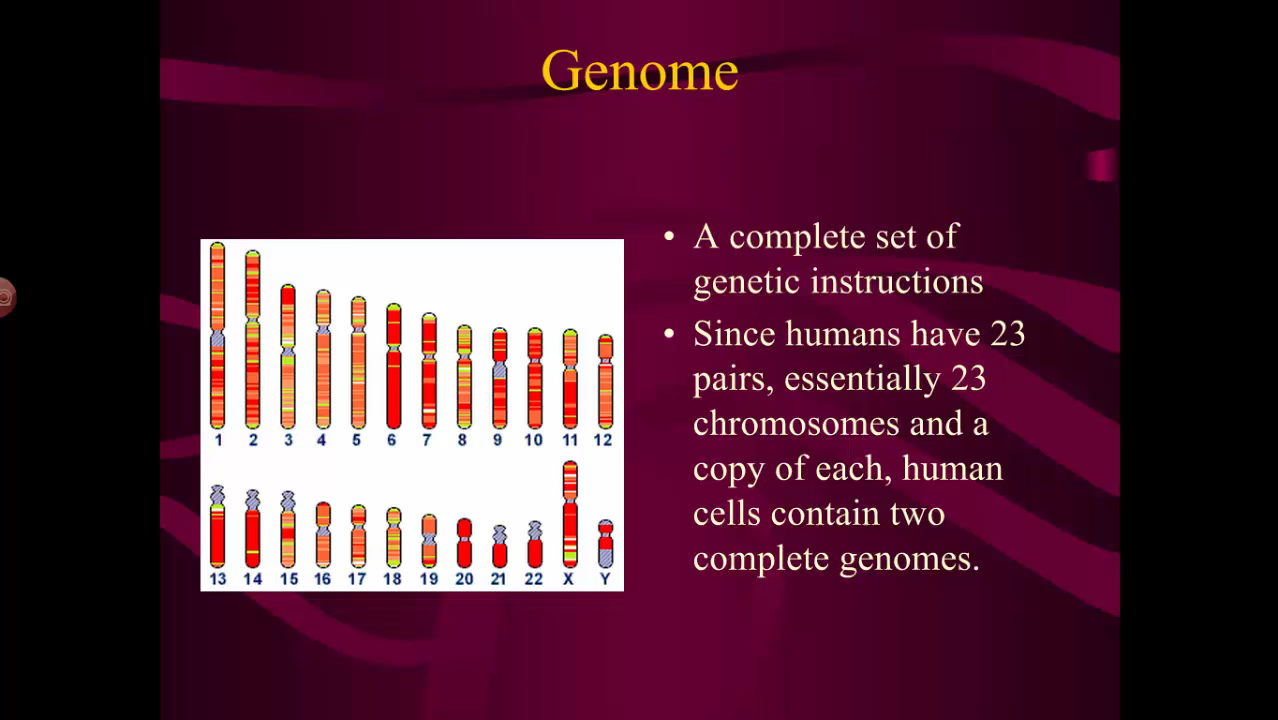 Genome
1 2 3 4 5 6 7 8 9 10 11 12
13 14 15 16 17 18 19 20 21 22 X Y
• A complete set of
genetic instructions
• Since humans have 23
pairs, essentially 23
chromosomes and a
copy of each, human
cells contain two
complete genomes.